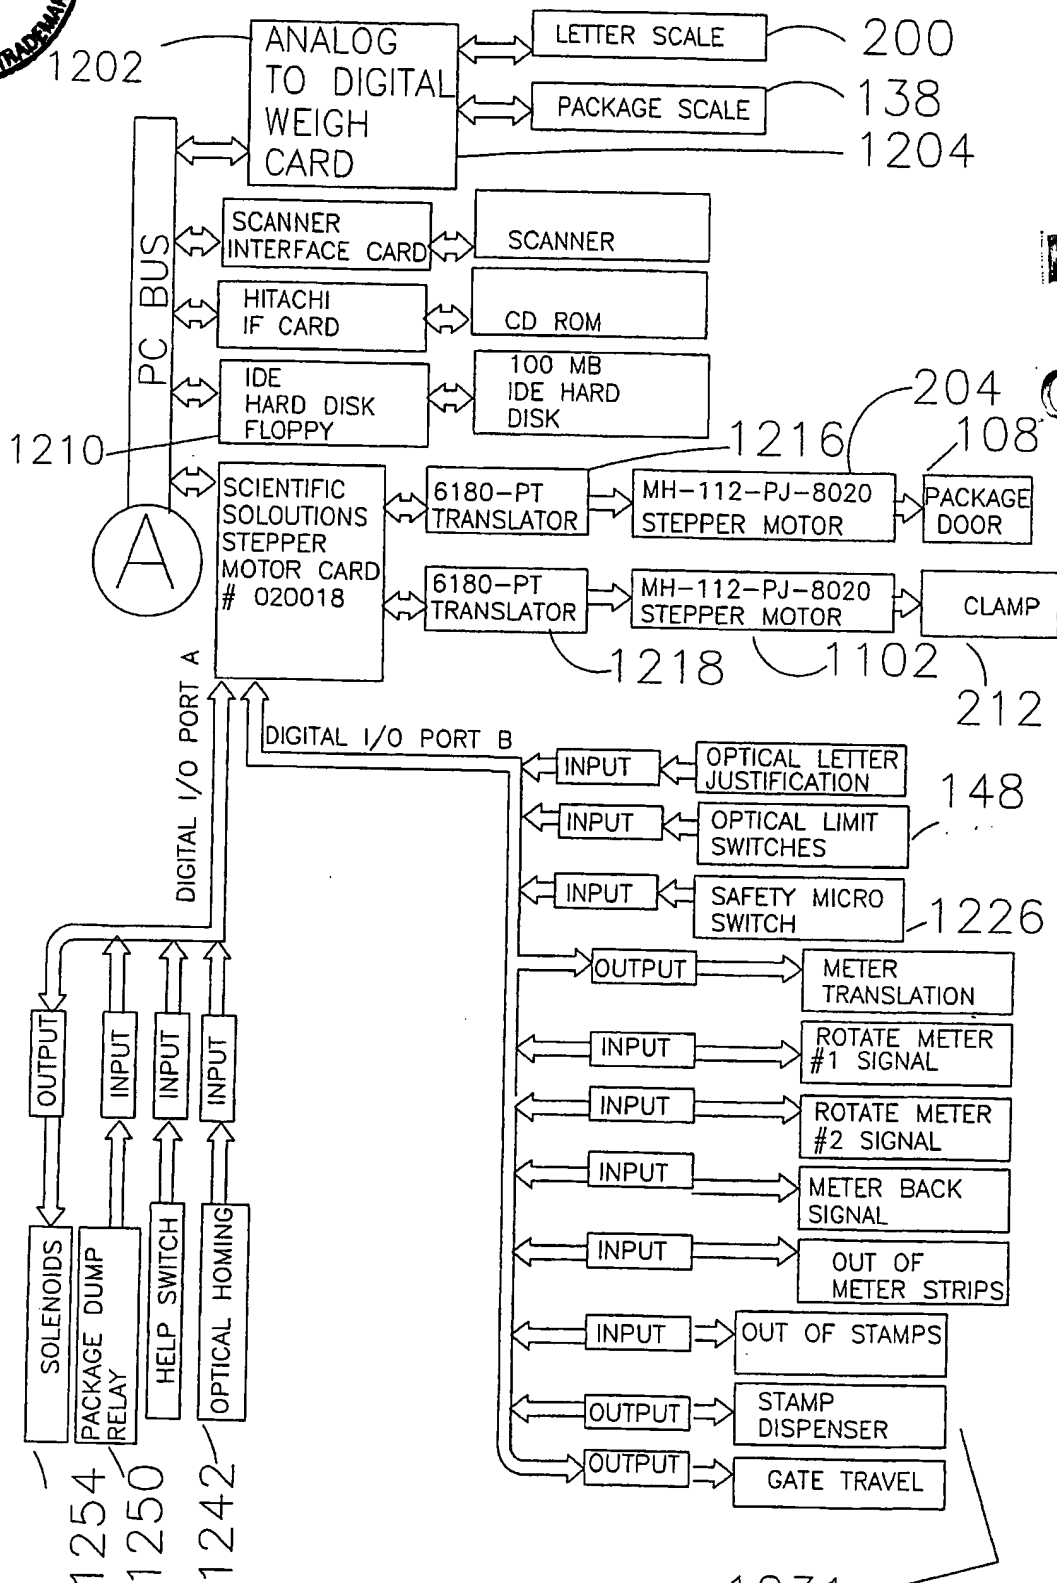 TRADEMAR
1202
ANALOG
TO DIGITAL
WEIGH
CARD
LETTER SCALE
200
PACKAGE SCALE
138
1204
PC BUS
SCANNER
INTERFACE CARD
SCANNER
HITACHI
IF CARD
CD ROM
IDE
HARD DISK
FLOPPY
100 MB
IDE HARD
DISK
204
108
1210
1216
A
SCIENTIFIC
SOLOUTIONS
STEPPER
MOTOR CARD
# 020018
6180-PT
TRANSLATOR
MH-112-PJ-8020
STEPPER MOTOR
PACKAGE
DOOR
6180-PT
TRANSLATOR
MH-112-PJ-8020
STEPPER MOTOR
CLAMP
1218
1102
212
DIGITAL I/O PORT A
DIGITAL I/O PORT B
INPUT
OPTICAL LETTER
JUSTIFICATION
148
INPUT
OPTICAL LIMIT
SWITCHES
INPUT
SAFETY MICRO
SWITCH
1226
OUTPUT
METER
TRANSLATION
INPUT
ROTATE METER
#1 SIGNAL
INPUT
ROTATE METER
#2 SIGNAL
INPUT
METER BACK
SIGNAL
INPUT
OUT OF
METER STRIPS
INPUT
OUT OF STAMPS
OUTPUT
STAMP
DISPENSER
OUTPUT
GATE TRAVEL
OUTPUT
INPUT
INPUT
INPUT
SOLENOIDS
PACKAGE DUMP
RELAY
HELP SWITCH
OPTICAL HOMING
1254
1250
1242